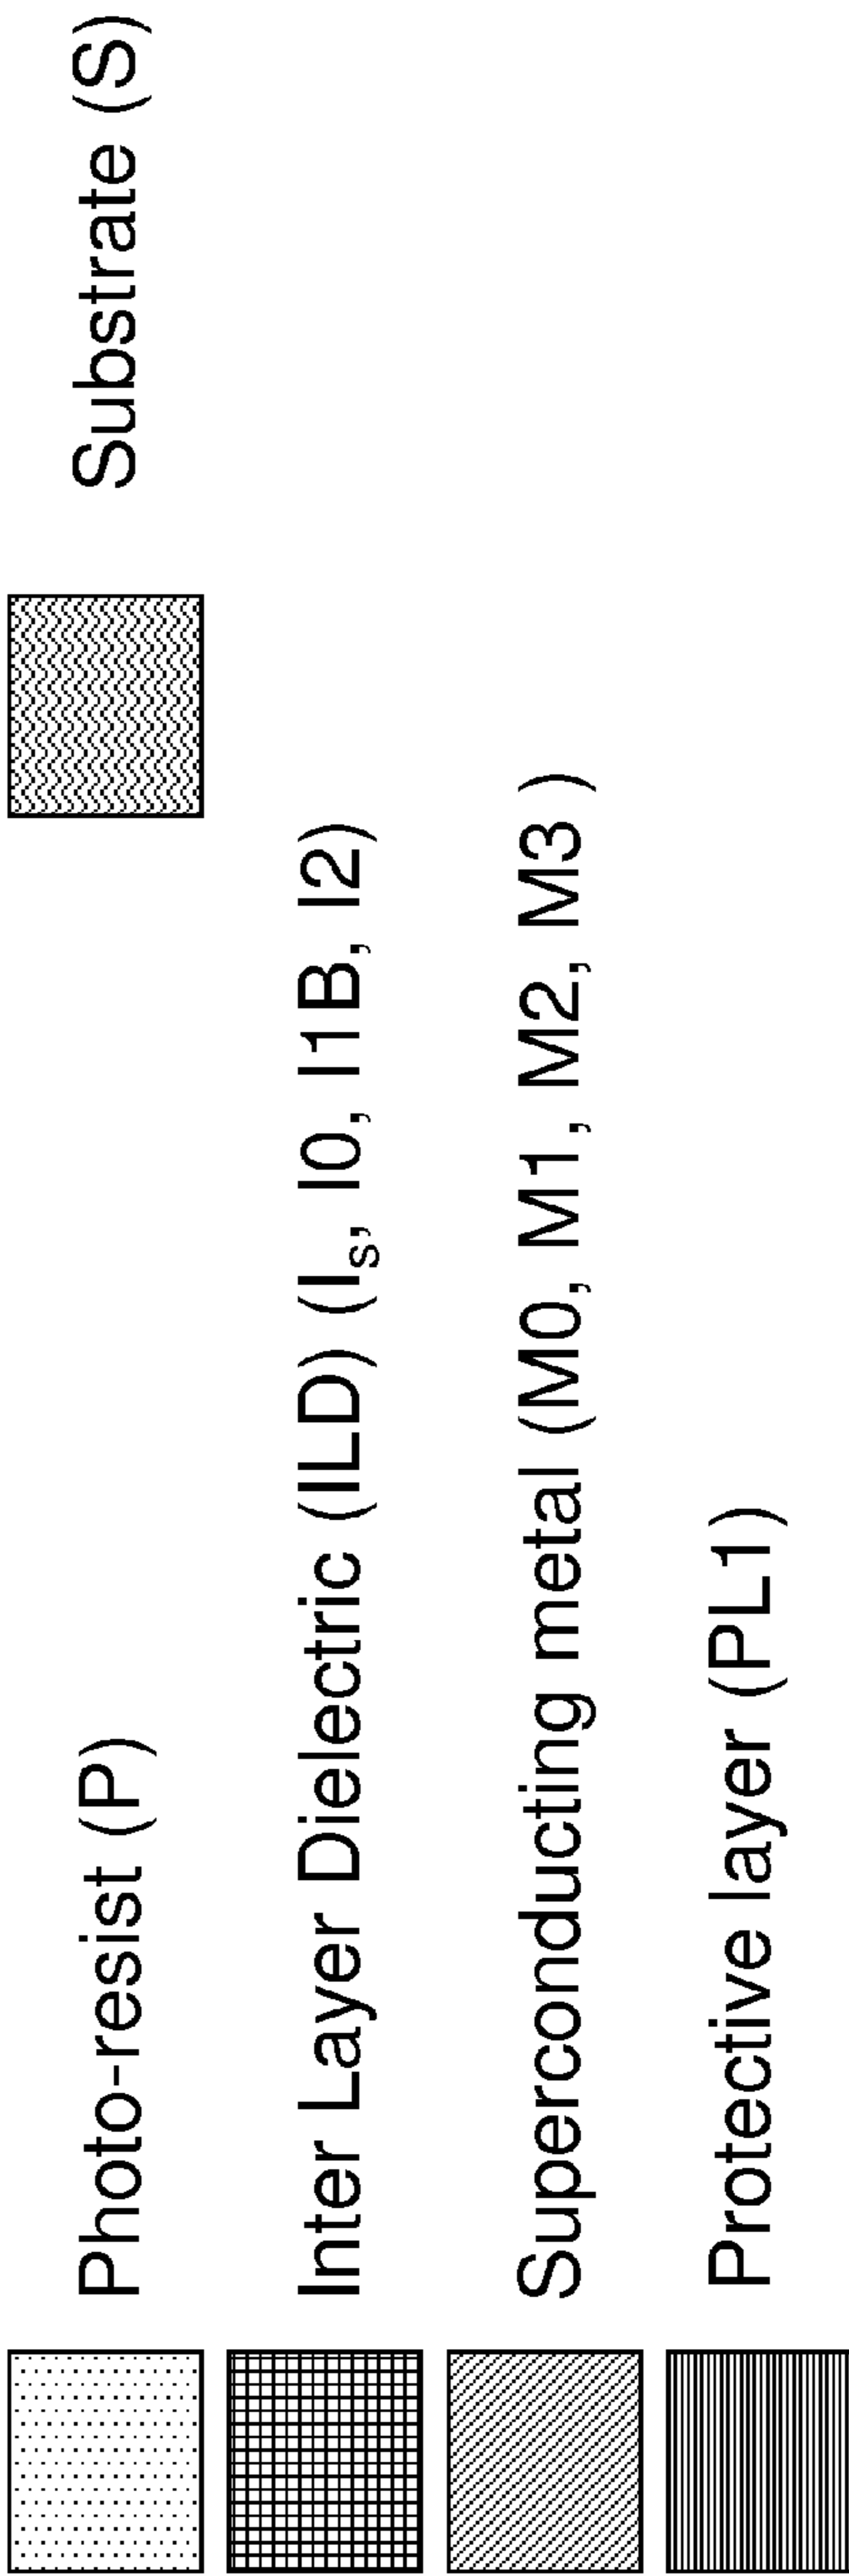 Photo-resist (P)
Substrate (S)
Inter Layer Dielectric (ILD) (Is, I0, I1B, I2)
Superconducting metal (M0, M1, M2, M3 )
Protective layer (PL1)